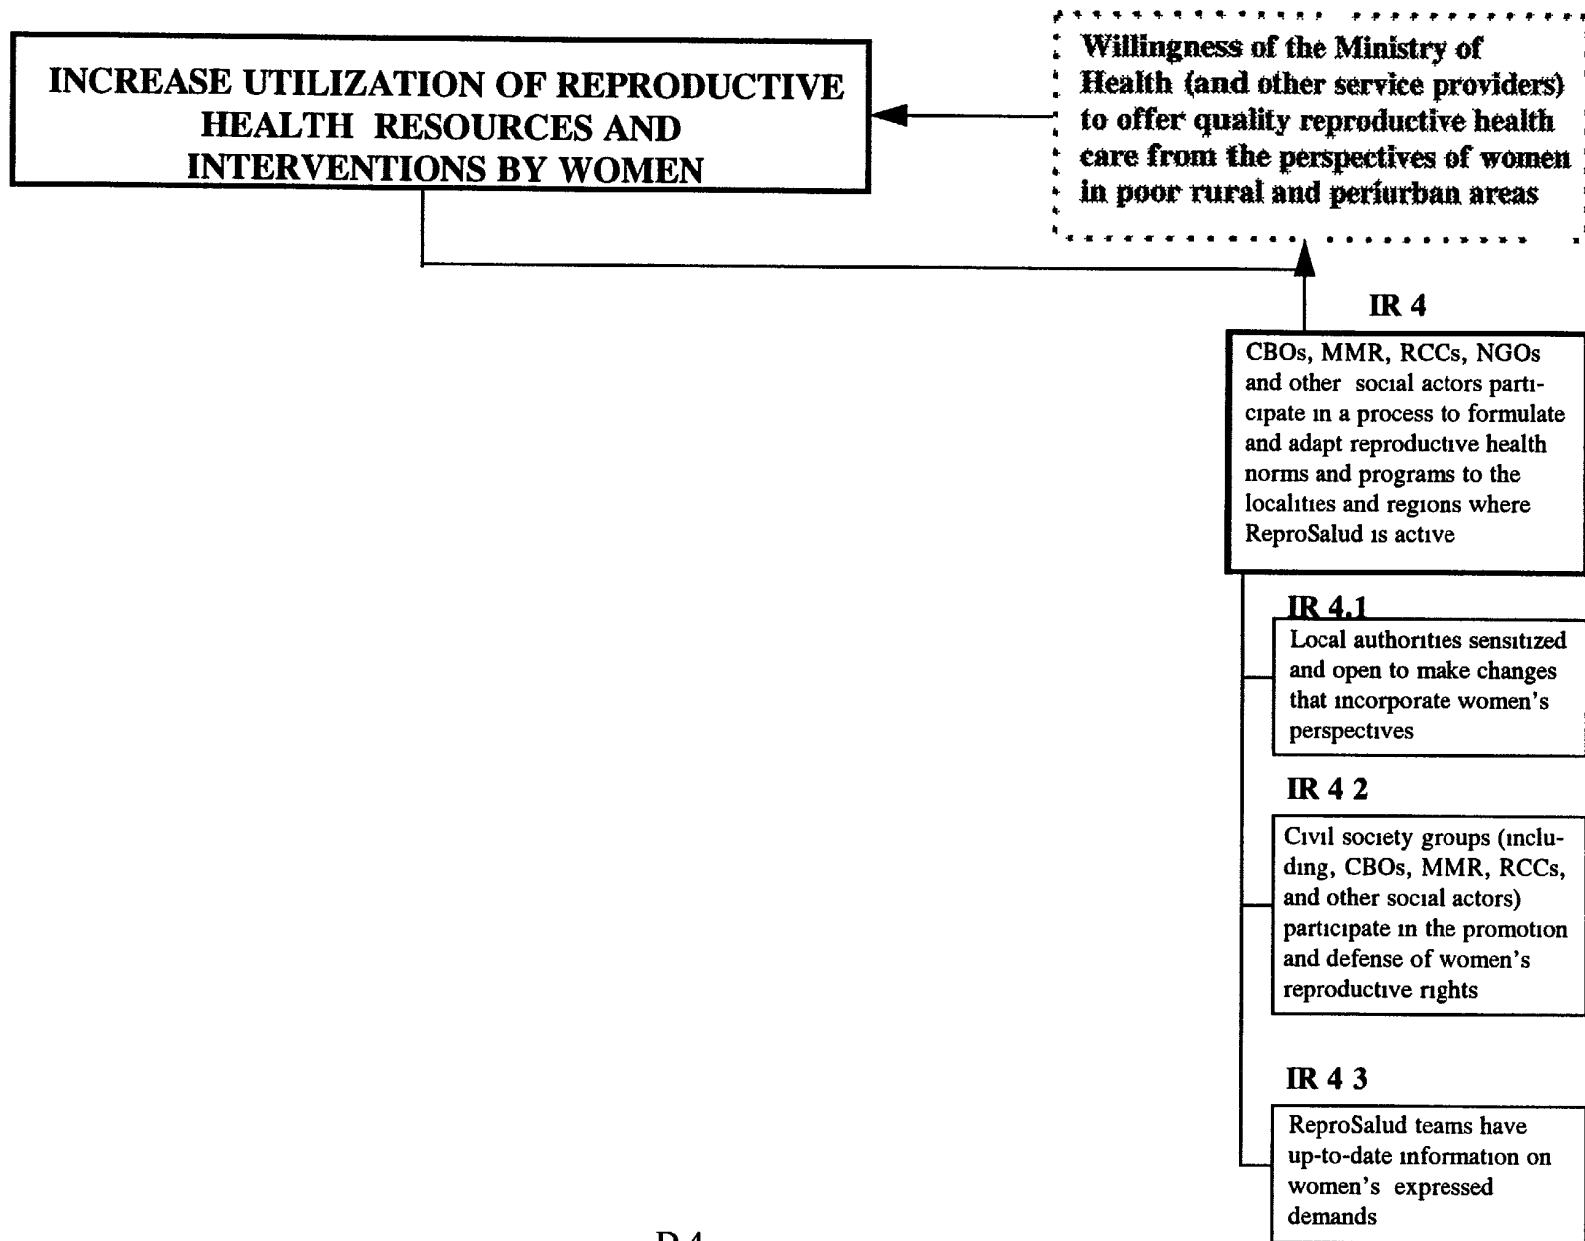 INCREASE UTILIZATION OF REPRODUCTIVE
HEALTH RESOURCES AND
INTERVENTIONS BY WOMEN
Willingness of the Ministry of
Health (and other service providers)
to offer quality reproductive health
care from the perspectives of women
in poor rural and periurban areas
IR 4
CBOs, MMR, RCCs, NGOs
and other social actors parti-
cipate in a process to formulate
and adapt reproductive health
norms and programs to the
localities and regions where
ReproSalud is active
IR 4.1
Local authorities sensitized
and open to make changes
that incorporate women's
perspectives
IR 4 2
Civil society groups (inclu-
ding, CBOs, MMR, RCCs,
and other social actors)
participate in the promotion
and defense of women's
reproductive rights
IR 4 3
ReproSalud teams have
up-to-date information on
women's expressed
demands